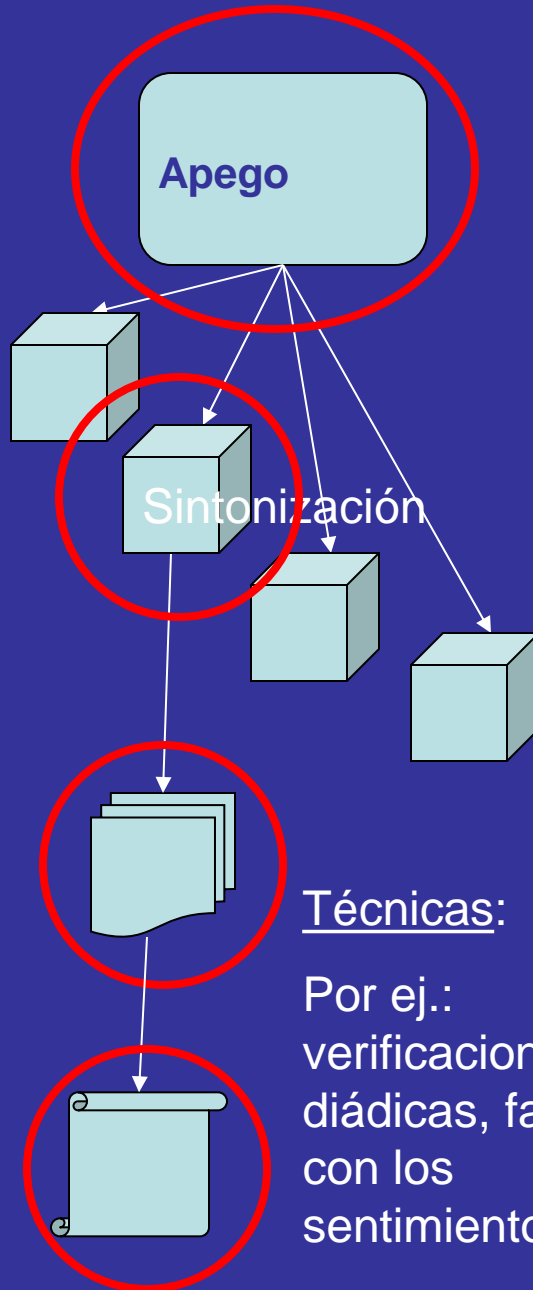 Apego
Sintonización
Técnicas:
Por ej.:
diádicas,
con los